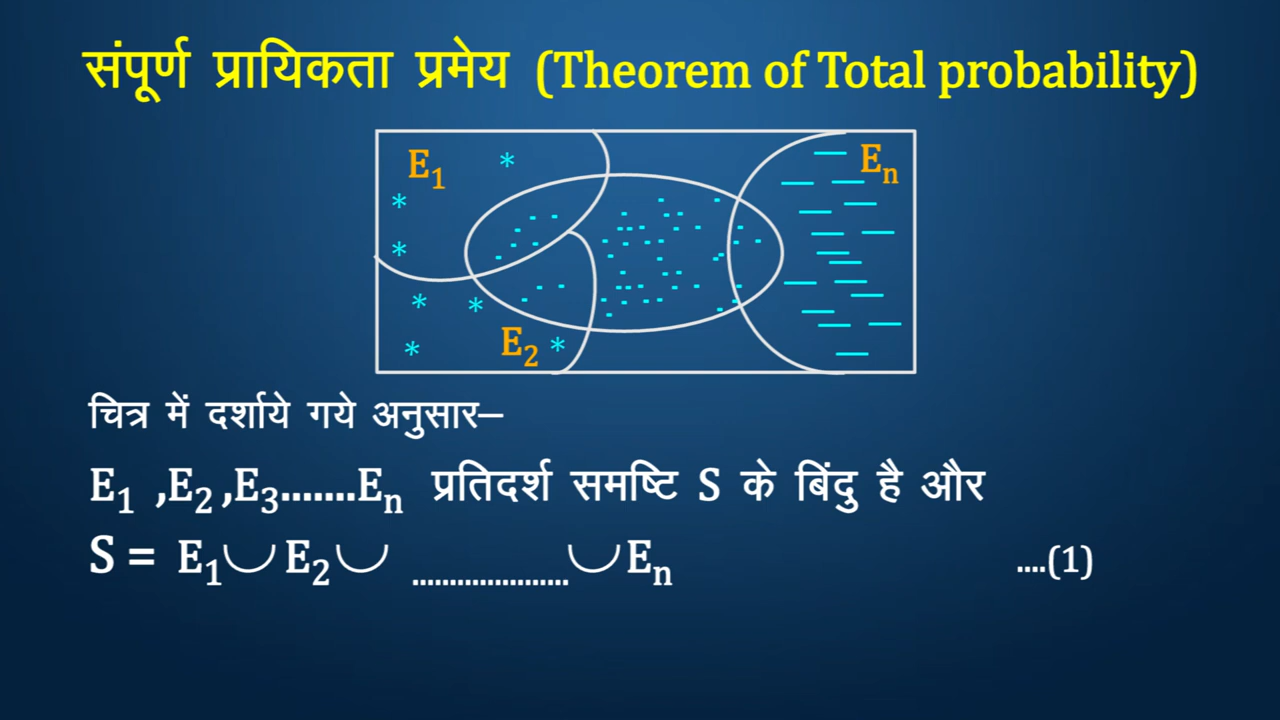 संपूर्ण प्रायिकता प्रमेय (Theorem of Total probability)
E₁
Eₙ
E₂
चित्र में दर्शाये गये अनुसार–
E₁ ,E₂,E₃.......Eₙ प्रतिदर्श समष्टि S के बिंदु है और
S = E₁∪E₂∪ .....................∪Eₙ ....(1)